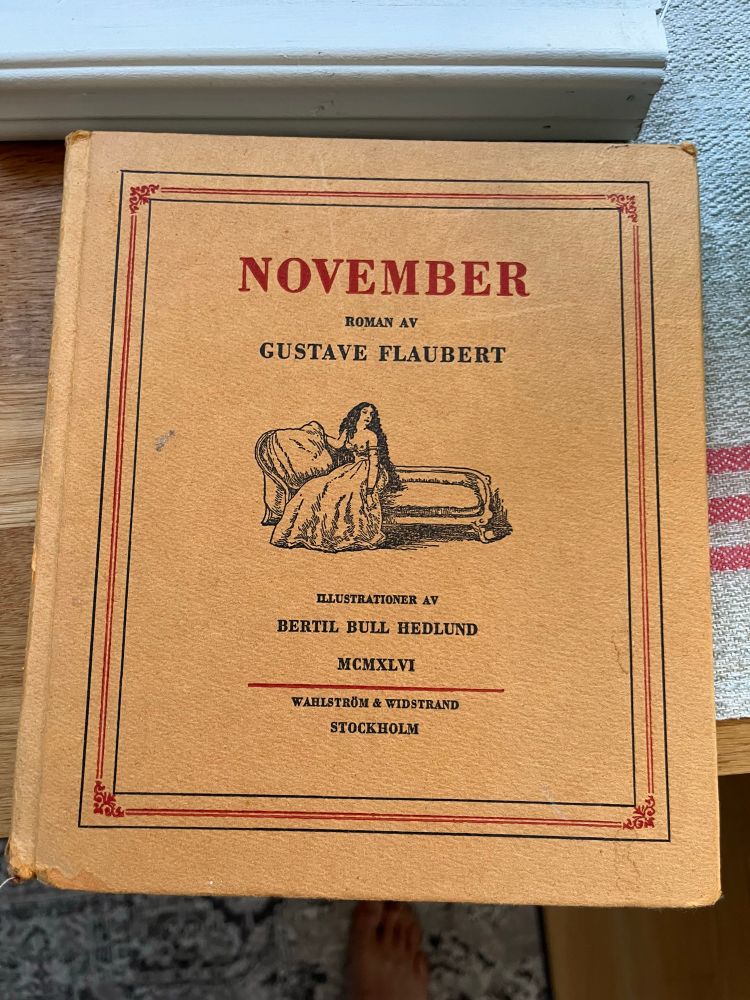 NOVEMBER
ROMAN AV
GUSTAVE FLAUBERT
ILLUSTRATIONER AV
BERTIL BULL HEDLUND
MCMXLVI
WAHLSTRÖM & WIDSTRAND
STOCKHOLM